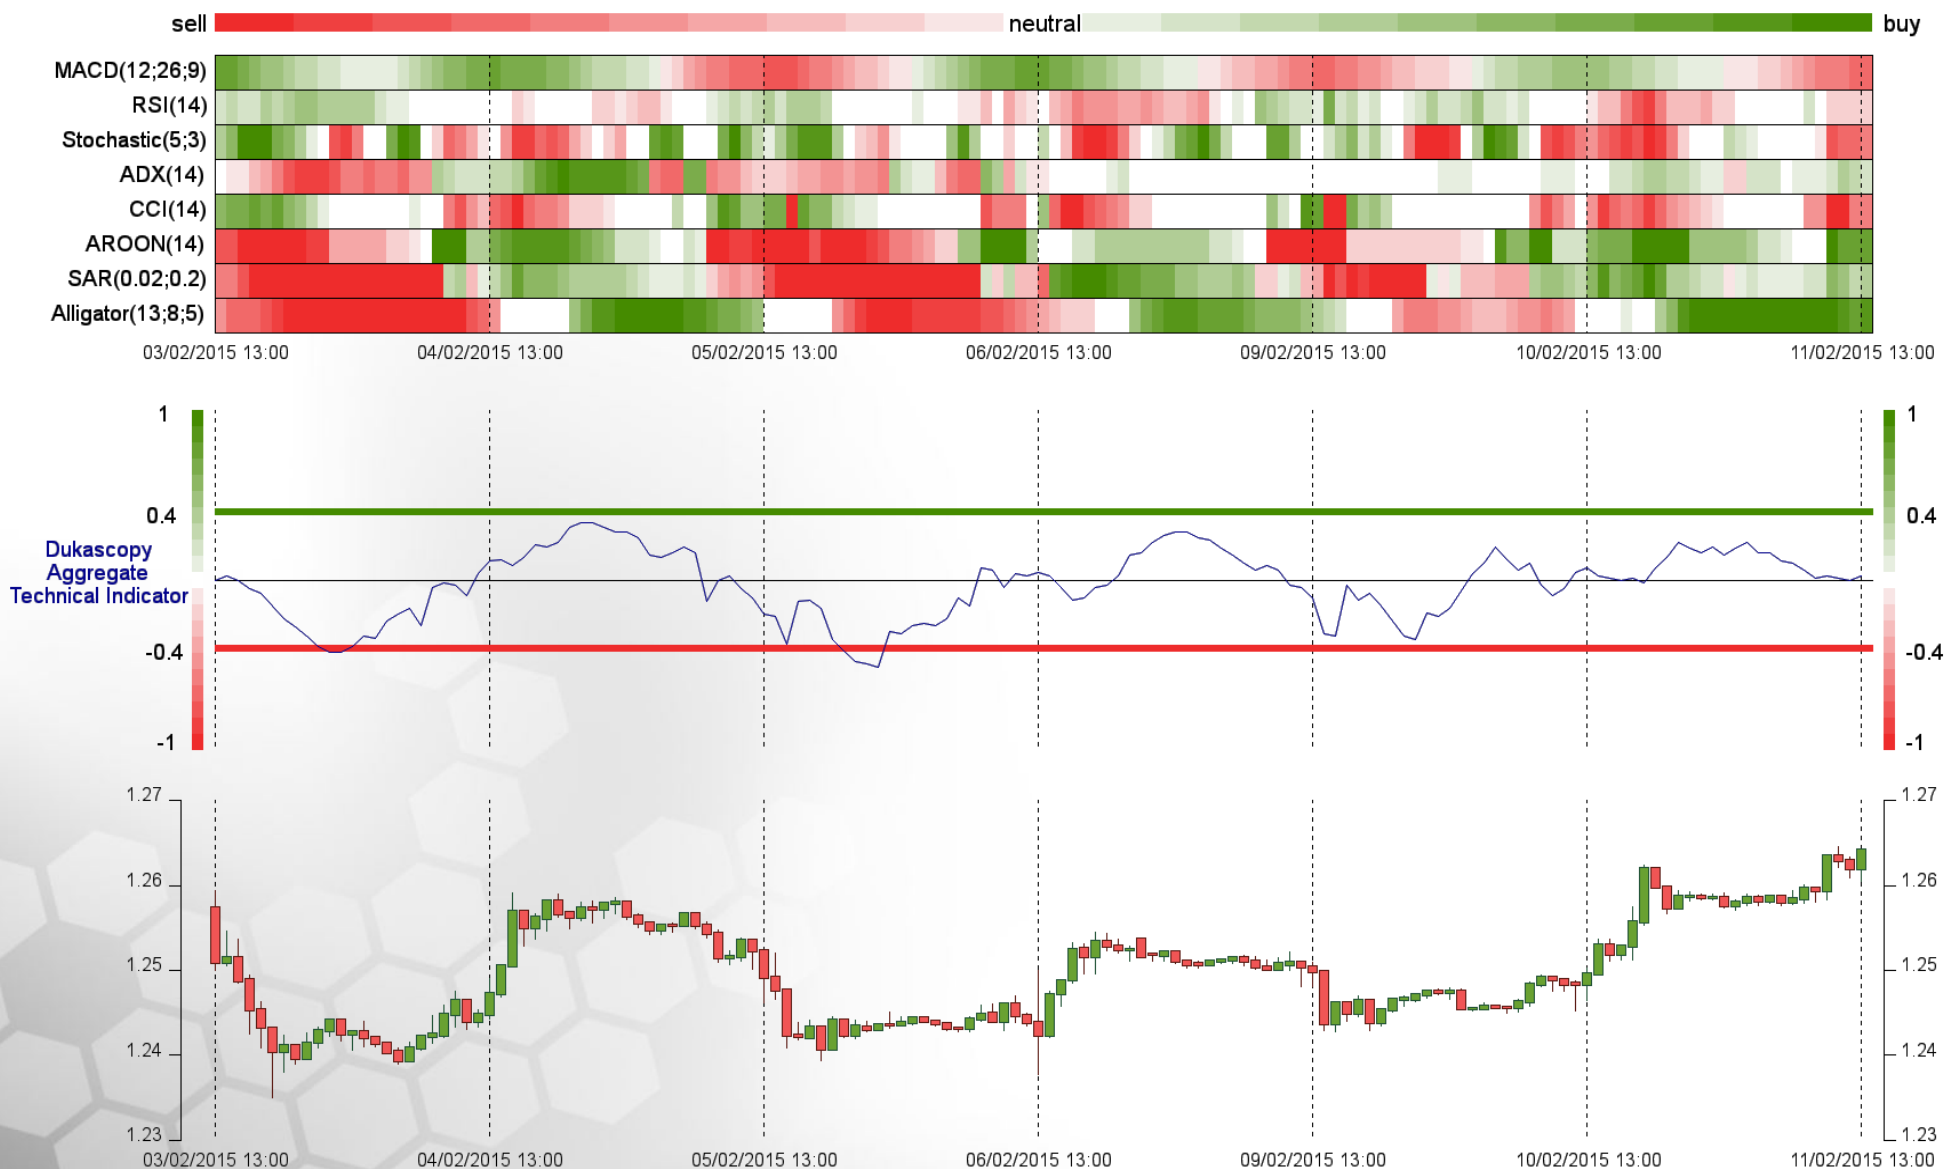 sell neutral buy
MACD(12;26;9)
RSI(14)
Stochastic(5;3)
ADX(14)
CCI(14)
AROON(14)
SAR(0.02;0.2)
Alligator(13;8;5)
03/02/2015 13:00 04/02/2015 13:00 05/02/2015 13:00 06/02/2015 13:00 09/02/2015 13:00 10/02/2015 13:00 11/02/2015 13:00
1 1
0.4 0.4
Dukascopy
Aggregate
Technical Indicator
-0.4 -0.4
-1 -1
1.27 1.27
1.26 1.26
1.25 1.25
1.24 1.24
1.23 1.23
03/02/2015 13:00 04/02/2015 13:00 05/02/2015 13:00 06/02/2015 13:00 09/02/2015 13:00 10/02/2015 13:00 11/02/2015 13:00